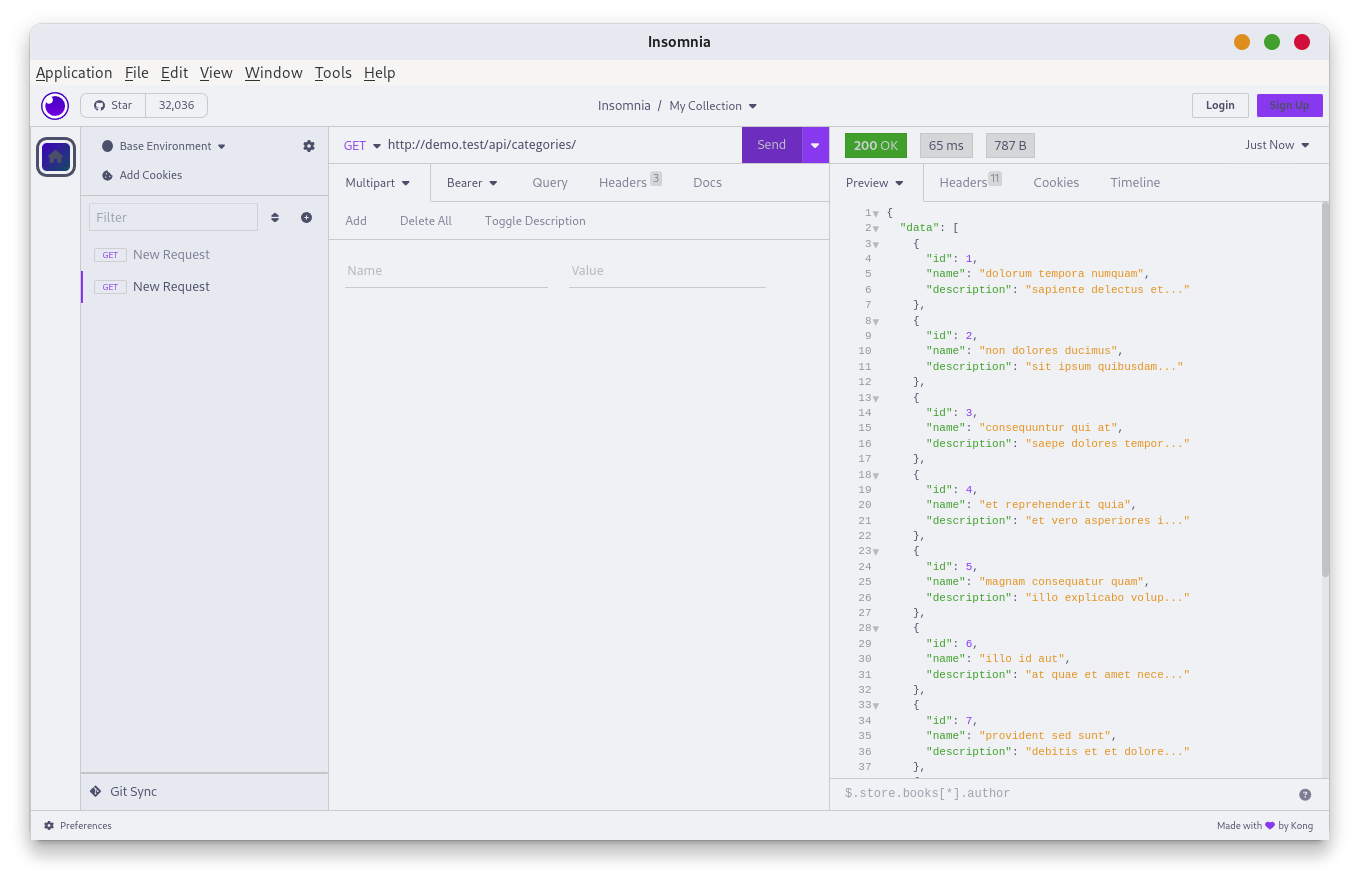 Insomnia
Application File Edit View Window Tools Help
Star 32,036 Insomnia / My Collection Login Sign Up
Base Environment
Add Cookies
Filter
GET New Request
GET New Request
Git Sync
GET http://demo.test/api/categories/ Send
Multipart Bearer Query Headers 3 Docs
Add Delete All Toggle Description
Name Value
200 OK 65 ms 787 B Just Now
Preview Headers 11 Cookies Timeline
1 {
2 "data": [
3 {
4 "id": 1,
5 "name": "dolorum tempora numquam",
6 "description": "sapiente delectus et..."
7 },
8 {
9 "id": 2,
10 "name": "non dolores ducimus",
11 "description": "sit ipsum quibusdam..."
12 },
13 {
14 "id": 3,
15 "name": "consequuntur qui at",
16 "description": "saepe dolores tempor..."
17 },
18 {
19 "id": 4,
20 "name": "et reprehenderit quia",
21 "description": "et vero asperiores i..."
22 },
23 {
24 "id": 5,
25 "name": "magnam consequatur quam",
26 "description": "illo explicabo volup..."
27 },
28 {
29 "id": 6,
30 "name": "illo id aut",
31 "description": "at quae et amet nece..."
32 },
33 {
34 "id": 7,
35 "name": "provident sed sunt",
36 "description": "debitis et et dolore..."
37 },
$.store.books[*].author
Preferences Made with 💜 by Kong